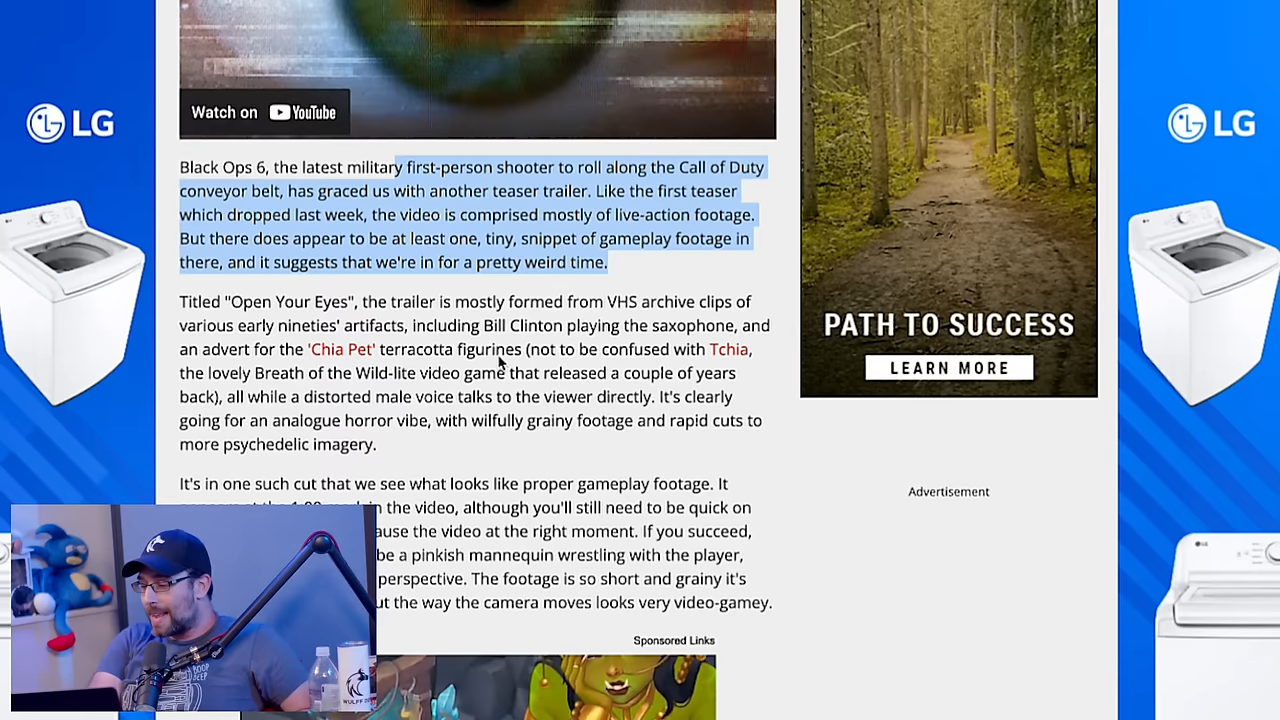 LG
Watch on YouTube
Black Ops 6, the latest military first-person shooter to roll along the Call of Duty
conveyor belt, has graced us with another teaser trailer. Like the first teaser
which dropped last week, the video is comprised mostly of live-action footage.
But there does appear to be at least one, tiny, snippet of gameplay footage in
there, and it suggests that we're in for a pretty weird time.
Titled "Open Your Eyes", the trailer is mostly formed from VHS archive clips of
various early nineties' artifacts, including Bill Clinton playing the saxophone, and
an advert for the 'Chia Pet' terracotta figurines (not to be confused with Tchia,
the lovely Breath of the Wild-lite video game that released a couple of years
back), all while a distorted male voice talks to the viewer directly. It's clearly
going for an analogue horror vibe, with wilfully grainy footage and rapid cuts to
more psychedelic imagery.
It's in one such cut that we see what looks like proper gameplay footage. It
in the video, although you'll still need to be quick on
the video at the right moment. If you succeed,
be a pinkish mannequin wrestling with the player,
perspective. The footage is so short and grainy it's
the way the camera moves looks very video-gamey.
Sponsored Links
PATH TO SUCCESS
LEARN MORE
Advertisement
LG